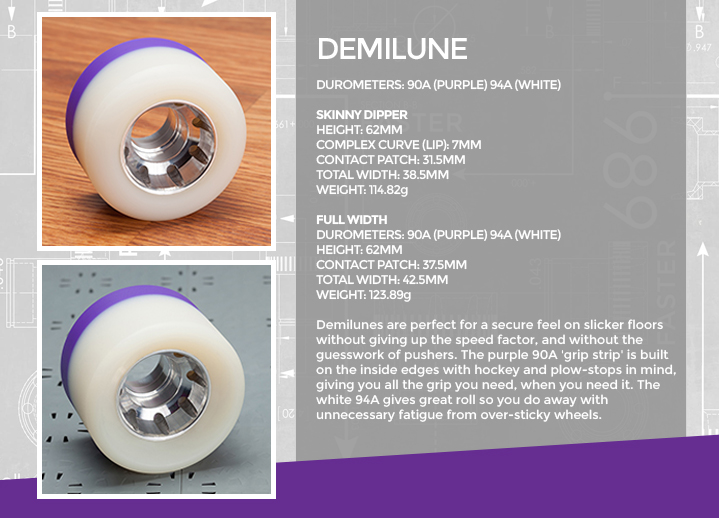 DEMILUNE
DUROMETERS: 90A (PURPLE) 94A (WHITE)
SKINNY DIPPER
HEIGHT: 62MM
COMPLEX CURVE (LIP): 7MM
CONTACT PATCH: 31.5MM
TOTAL WIDTH: 38.5MM
WEIGHT: 114.82g
FULL WIDTH
DUROMETERS: 90A (PURPLE) 94A (WHITE)
HEIGHT: 62MM
CONTACT PATCH: 37.5MM
TOTAL WIDTH: 42.5MM
WEIGHT: 123.89g
Demilunes are perfect for a secure feel on slicker floors
without giving up the speed factor, and without the
guesswork of pushers. The purple 90A 'grip strip' is built
on the inside edges with hockey and plow-stops in mind,
giving you all the grip you need, when you need it. The
white 94A gives great roll so you do away with
unnecessary fatigue from over-sticky wheels.
B
B